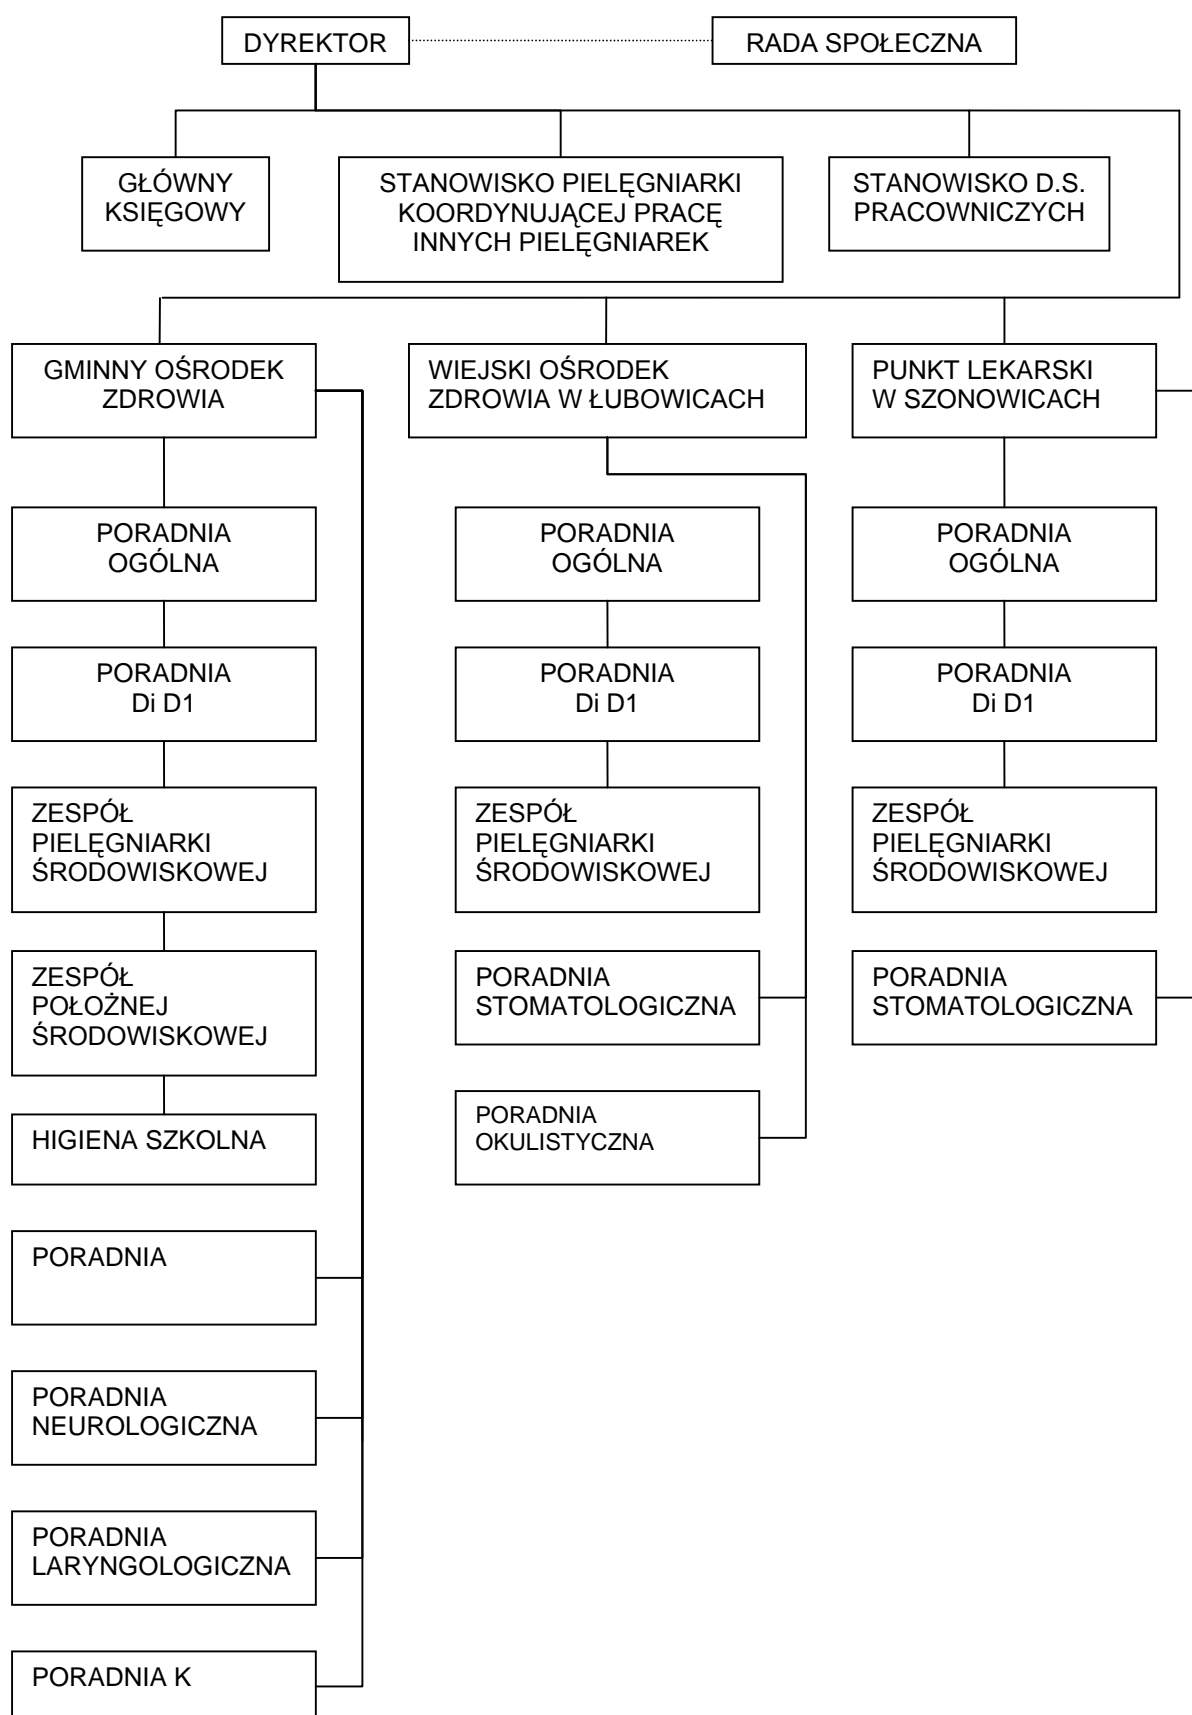 DYREKTOR
RADA SPOŁECZNA
GŁÓWNY
KSIĘGOWY
STANOWISKO PIELĘGNIARKI
KOORDYNUJĄCEJ PRACĘ
INNYCH PIELĘGNIAREK
STANOWISKO D.S.
PRACOWNICZYCH
GMINNY OŚRODEK
ZDROWIA
WIEJSKI OŚRODEK
ZDROWIA W ŁUBOWICACH
PUNKT LEKARSKI
W SZONOWICACH
PORADNIA
OGÓLNA
PORADNIA
OGÓLNA
PORADNIA
OGÓLNA
PORADNIA
Di D1
PORADNIA
Di D1
PORADNIA
Di D1
ZESPÓŁ
PIELĘGNIARKI
ŚRODOWISKOWEJ
ZESPÓŁ
PIELĘGNIARKI
ŚRODOWISKOWEJ
ZESPÓŁ
PIELĘGNIARKI
ŚRODOWISKOWEJ
ZESPÓŁ
POŁOŻNEJ
ŚRODOWISKOWEJ
PORADNIA
STOMATOLOGICZNA
PORADNIA
STOMATOLOGICZNA
HIGIENA SZKOLNA
PORADNIA
OKULISTYCZNA
PORADNIA
PORADNIA
NEUROLOGICZNA
PORADNIA
LARYNGOLOGICZNA
PORADNIA K